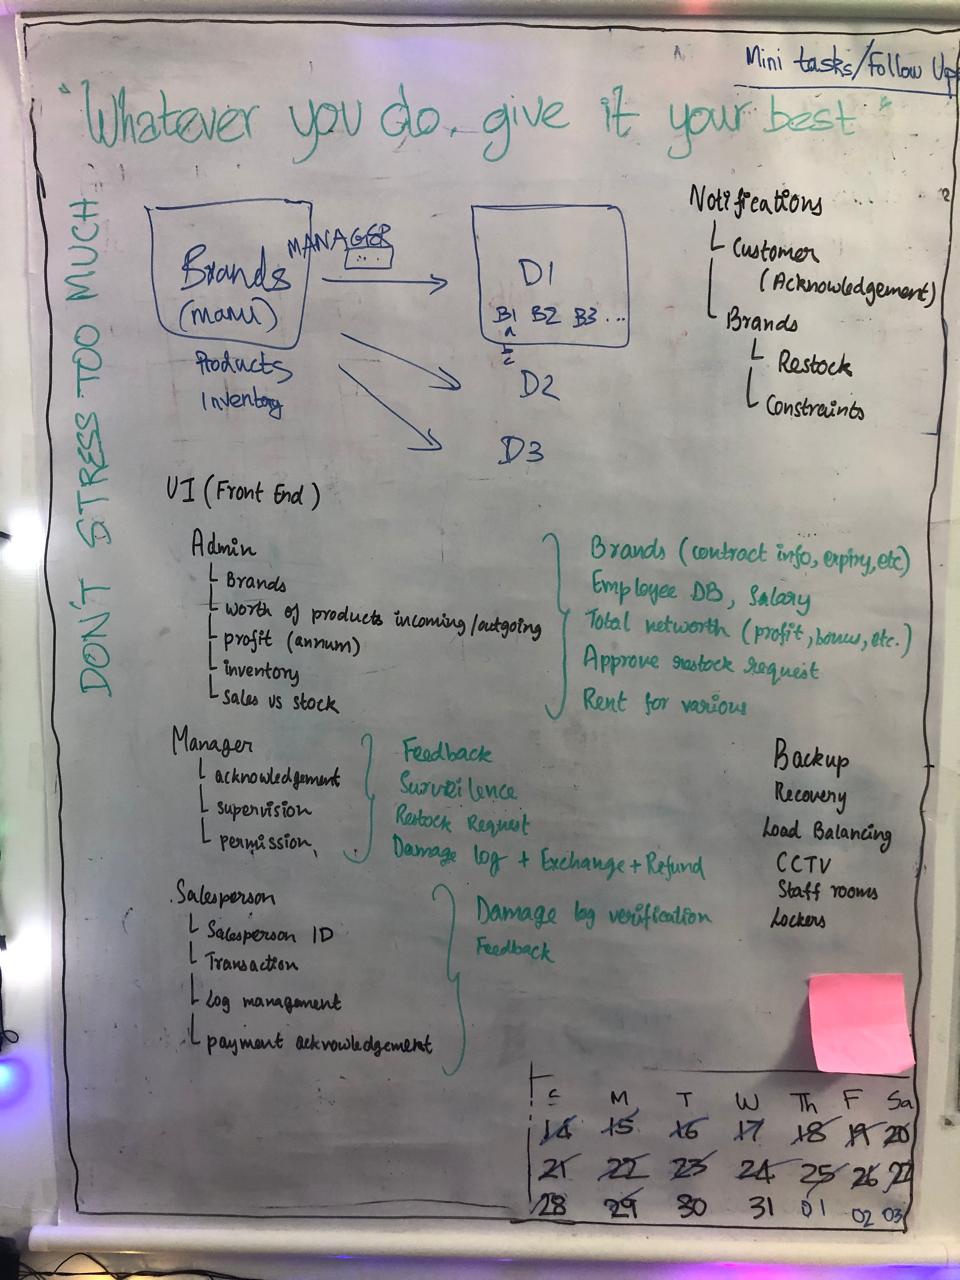 Mini tasks/Follow Up
"Whatever you do, give it your best"
DON'T STRESS TOO MUCH
MANAGER
Brands
Products
Inventory
D1
B1 B2 B3 ...
a
b
c
D2
D3
Notifications
Customer
(Acknowledgement)
Brands
Restock
Constraints
UI (Front End)
Admin
Brands
worth of products incoming/outgoing
profit (annum)
inventory
sales vs stock
Brands (contract info, expiry, etc)
Employee DB, Salary
Total networth (profit, bonus, etc.)
Approve restock request
Rent for various
Manager
acknowledgement
supervision
permission
Feedback
Surveilence
Restock Request
Damage log + Exchange + Refund
Salesperson
Salesperson ID
Transaction
Log management
payment acknowledgement
Damage log verification
Feedback
Backup
Recovery
Load Balancing
CCTV
Staff rooms
Lockers
S M T W Th F Sa
14 15 16 17 18 19 20
21 22 23 24 25 26 27
28 29 30 31 01 02 03